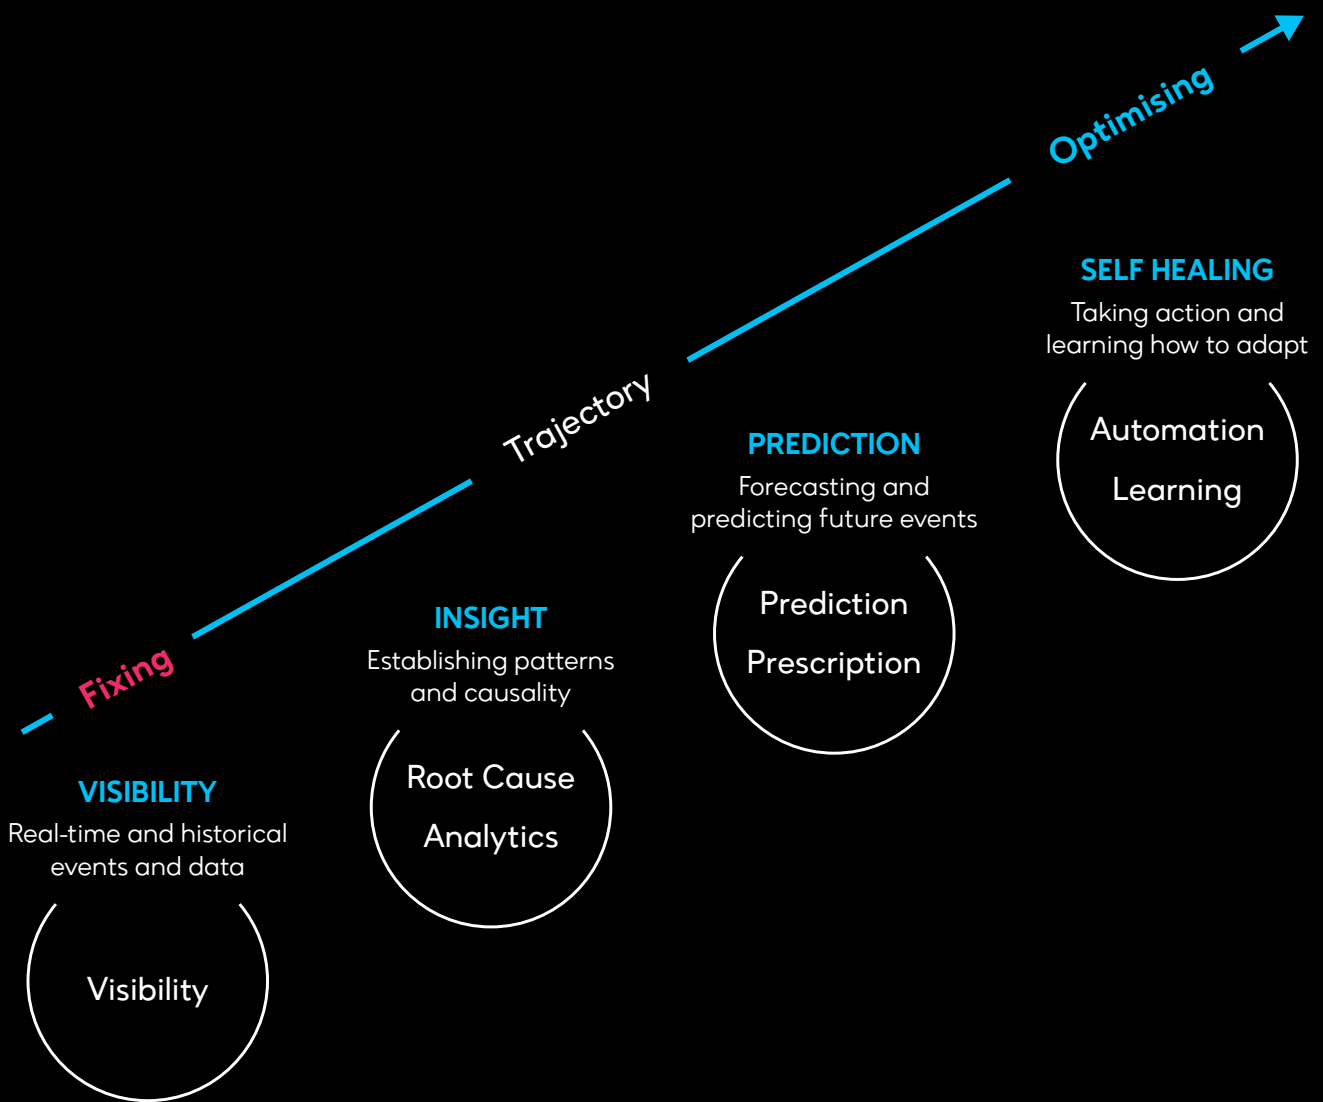 Optimising
Trajectory
Fixing
SELF HEALING
Taking action and
learning how to adapt
Automation
Learning
PREDICTION
Forecasting and
predicting future events
Prediction
Prescription
INSIGHT
Establishing patterns
and causality
Root Cause
Analytics
VISIBILITY
Real-time and historical
events and data
Visibility